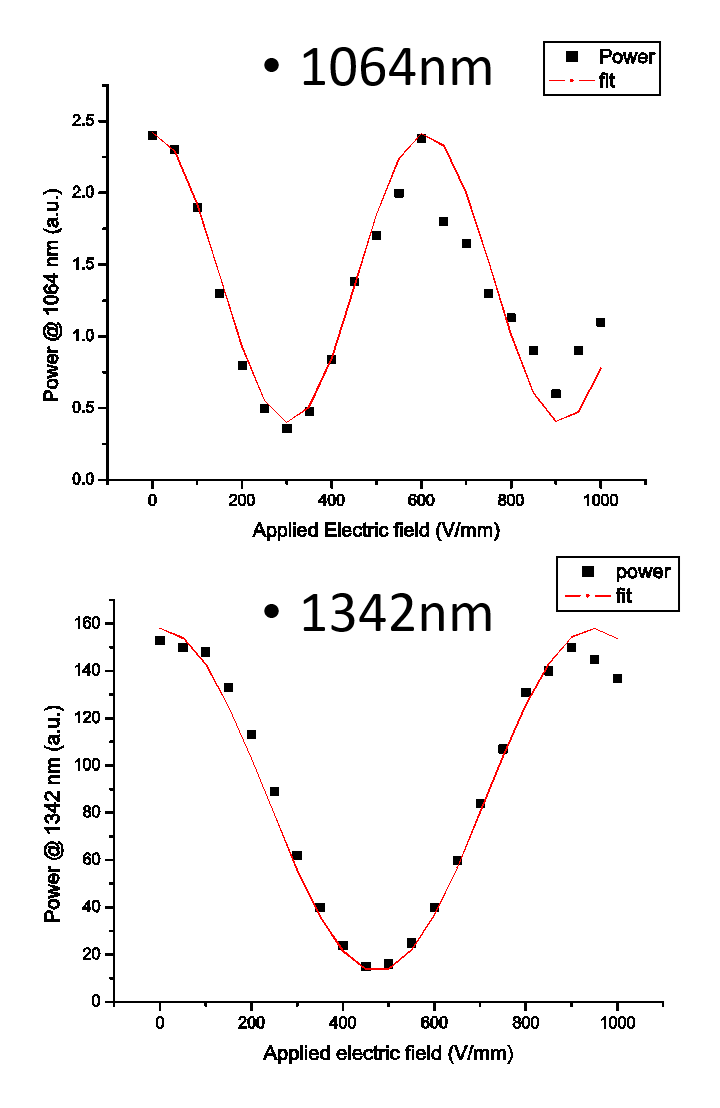 • 1064nm
Power
fit
2.5
2.0
1.5
1.0
0.5
0.0
Power @ 1064 nm (a.u.)
0 200 400 600 800 1000
Applied Electric field (V/mm)
• 1342nm
power
fit
160
140
120
100
80
60
40
20
0
Power @ 1342 nm (a.u.)
0 200 400 600 800 1000
Applied electric field (V/mm)